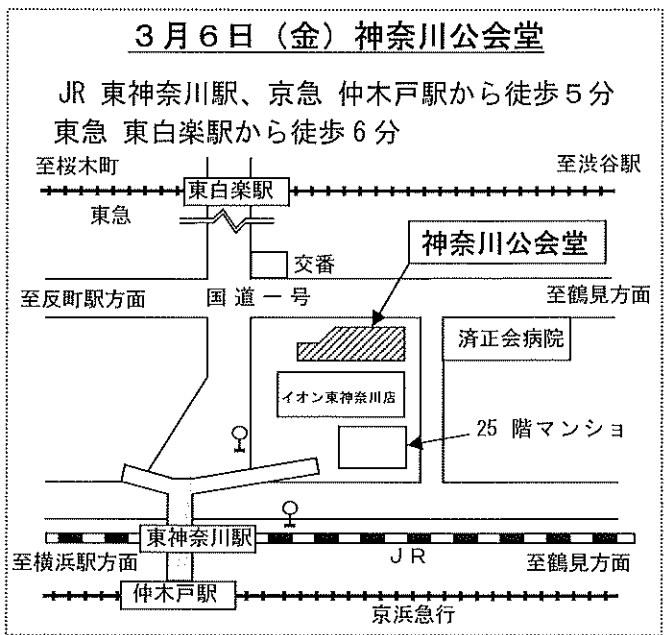 3月6日（金）神奈川公会堂
JR 東神奈川駅、京急 仲木戸駅から徒歩5分
東急 東白楽駅から徒歩6分
至桜木町
至渋谷駅
東白楽駅
東急
神奈川公会堂
交番
至反町駅方面
国道一号
至鶴見方面
済正会病院
イオン東神奈川店
25 階マンショ
東神奈川駅
至横浜駅方面
JR
至鶴見方面
仲木戸駅
京浜急行